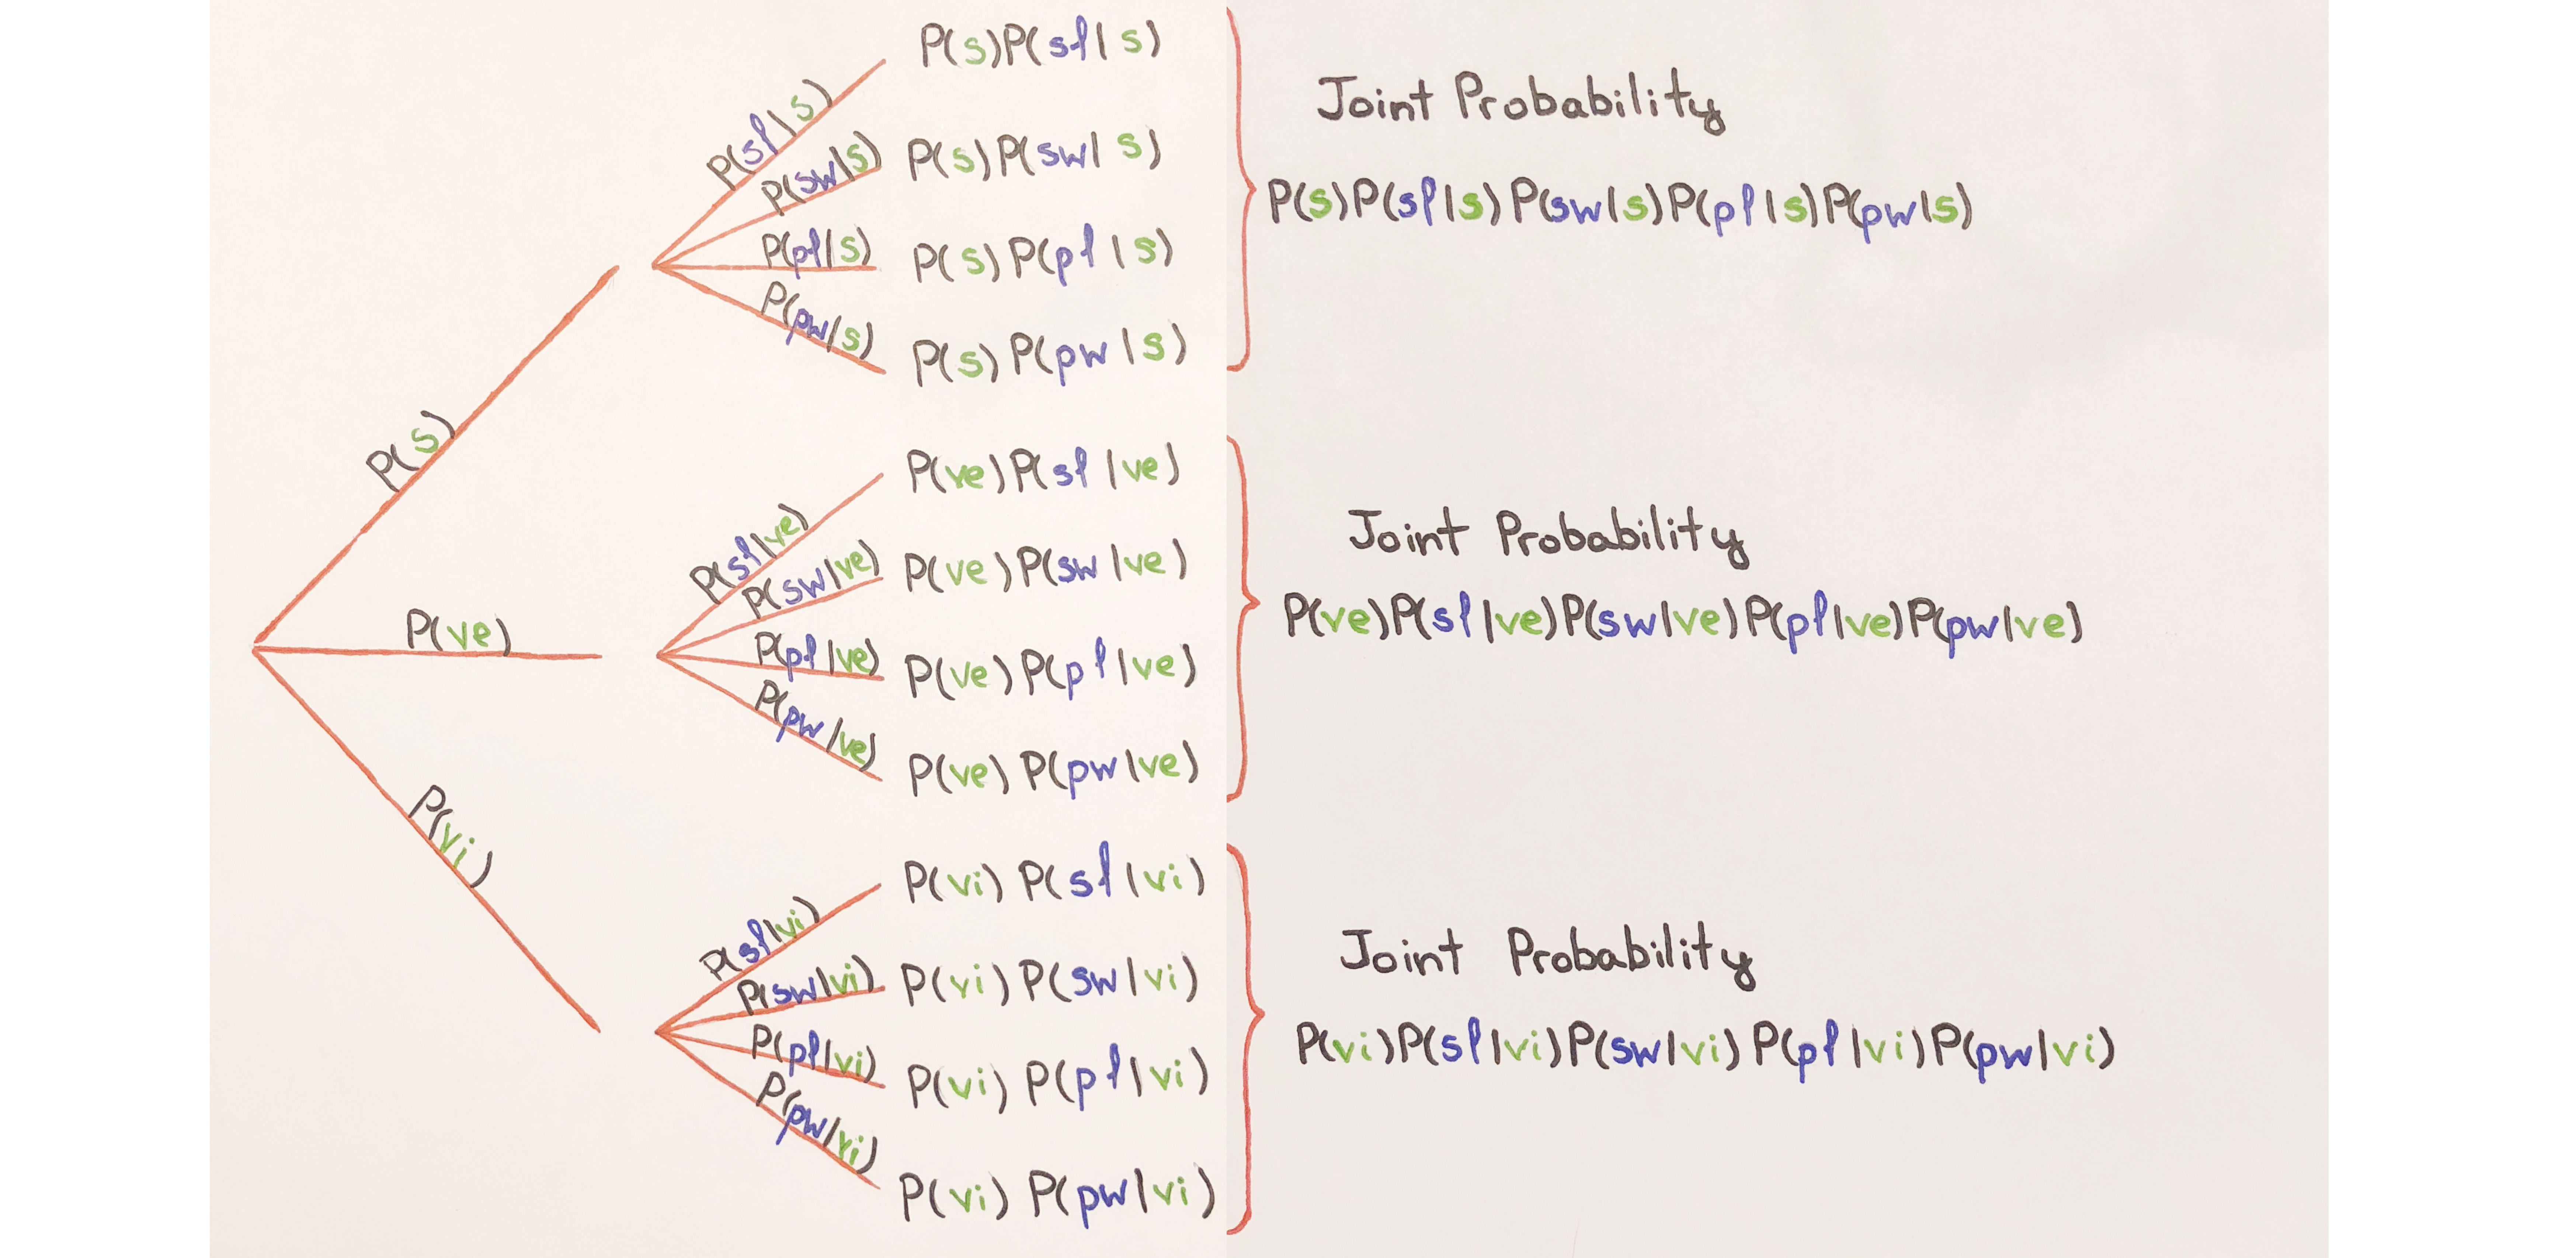 P(s)
P(ve)
P(vi)
P(sl|s)
P(sw|s)
P(pl|s)
P(pw|s)
P(s)P(sl|s)
P(s)P(sw|s)
P(s)P(pl|s)
P(s)P(pw|s)
Joint Probability
P(s)P(sl|s)P(sw|s)P(pl|s)P(pw|s)
P(sl|ve)
P(sw|ve)
P(pl|ve)
P(pw|ve)
P(ve)P(sl|ve)
P(ve)P(sw|ve)
P(ve)P(pl|ve)
P(ve)P(pw|ve)
Joint Probability
P(ve)P(sl|ve)P(sw|ve)P(pl|ve)P(pw|ve)
P(sl|vi)
P(sw|vi)
P(pl|vi)
P(pw|vi)
P(vi)P(sl|vi)
P(vi)P(sw|vi)
P(vi)P(pl|vi)
P(vi)P(pw|vi)
Joint Probability
P(vi)P(sl|vi)P(sw|vi)P(pl|vi)P(pw|vi)